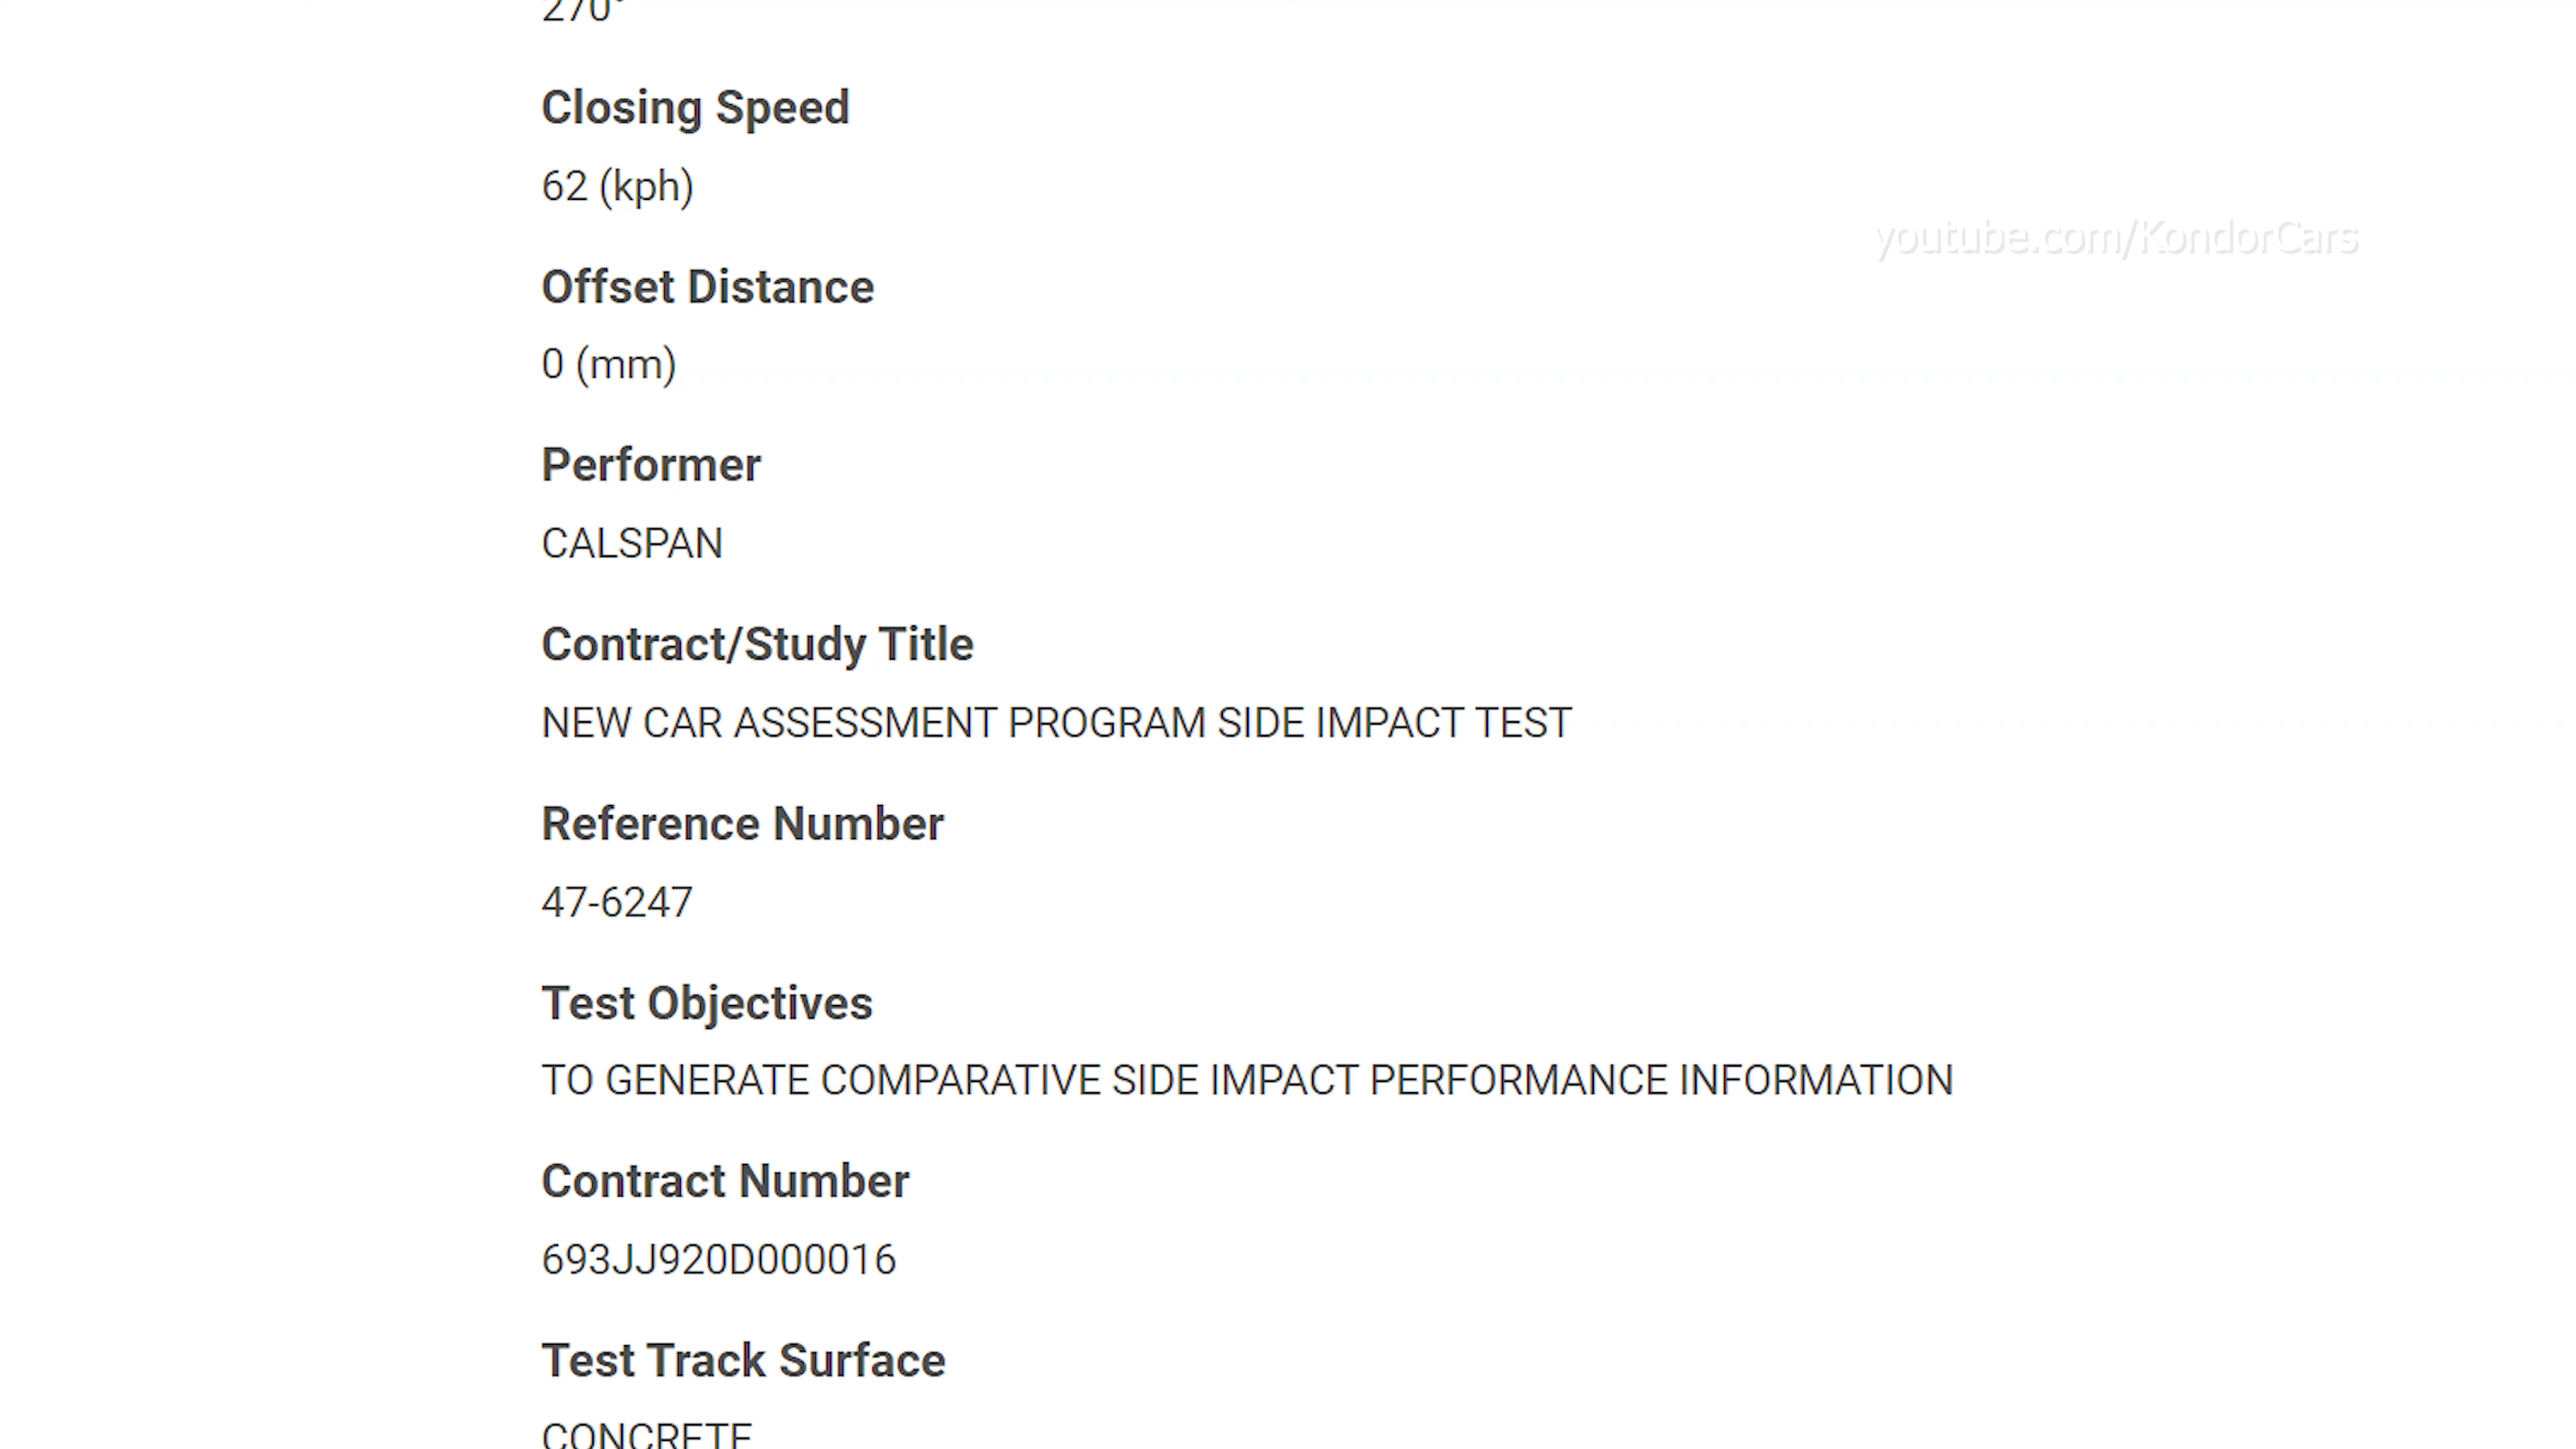 270°
Closing Speed
62 (kph)
youtube.com/KondorCars
Offset Distance
0 (mm)
Performer
CALSPAN
Contract/Study Title
NEW CAR ASSESSMENT PROGRAM SIDE IMPACT TEST
Reference Number
47-6247
Test Objectives
TO GENERATE COMPARATIVE SIDE IMPACT PERFORMANCE INFORMATION
Contract Number
693JJ920D000016
Test Track Surface
CONCRETE